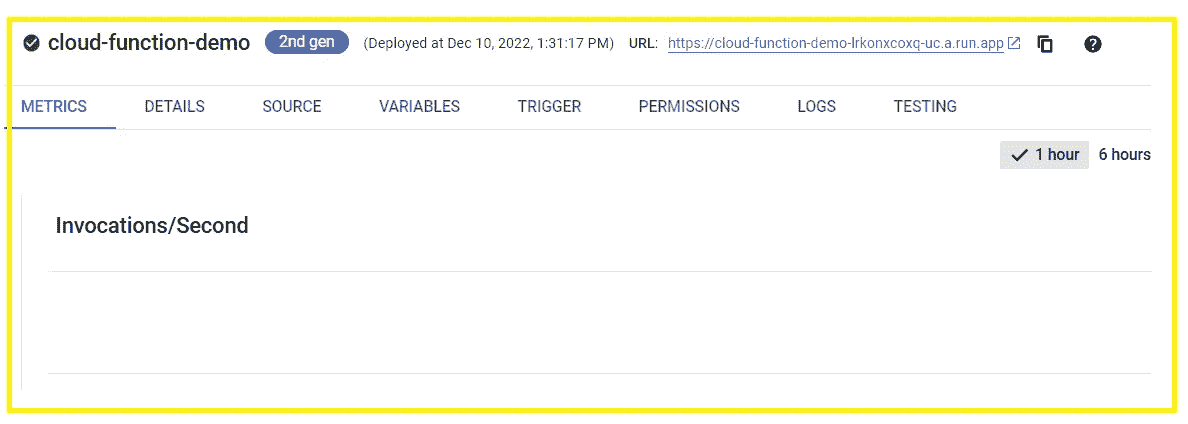 cloud-function-demo 2nd gen (Deployed at Dec 10, 2022, 1:31:17 PM) URL: https://cloud-function-demo-lrkonxcoxq-uc.a.run.app
METRICS DETAILS SOURCE VARIABLES TRIGGER PERMISSIONS LOGS TESTING
1 hour 6 hours
Invocations/Second